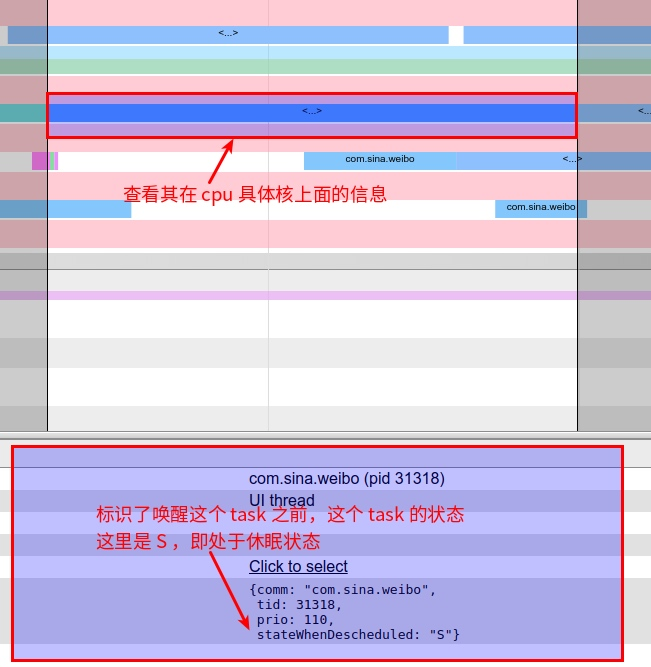 <...>
<...>
<...
com.sina.weibo
<...>
查看其在 cpu 具体核上面的信息
com.sina.weibo
com.sina.weibo (pid 31318)
UI thread
标识了唤醒这个 task 之前，这个 task 的状态
这里是 S ，即处于休眠状态
Click to select
{comm: "com.sina.weibo",
tid: 31318,
prio: 110,
stateWhenDescheduled: "S"}